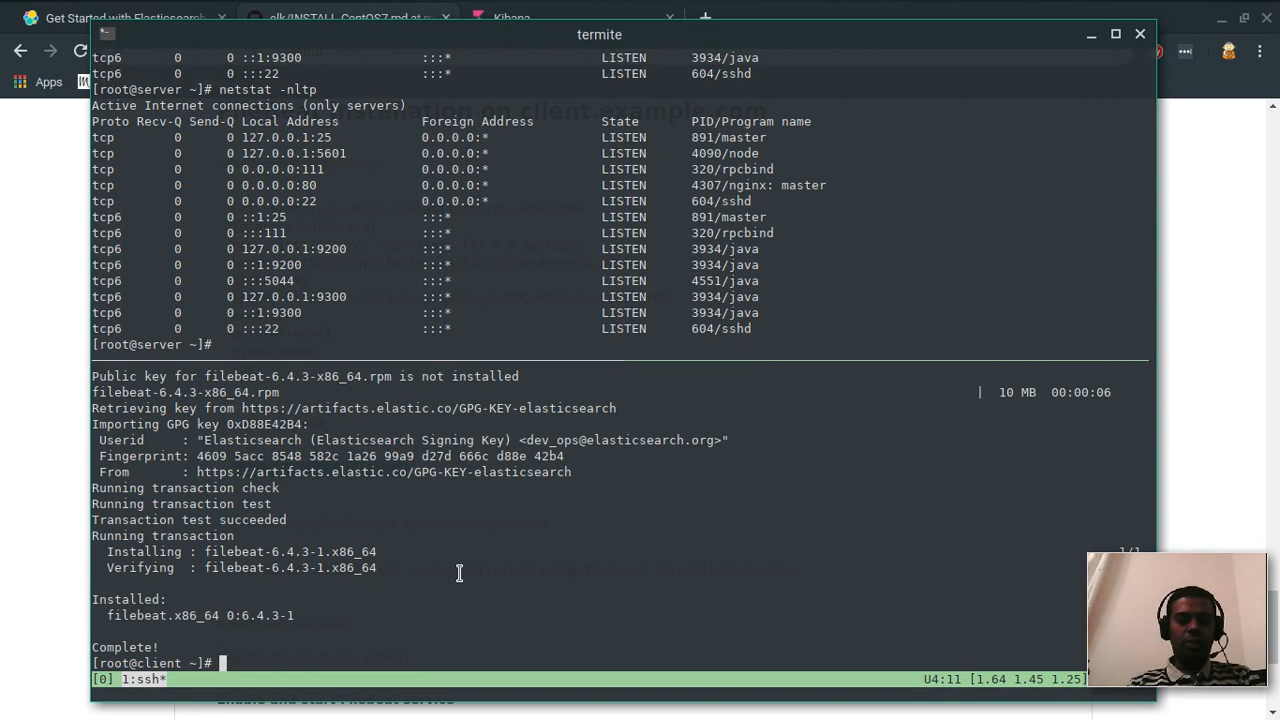 Get Started with Elasticsearch
elk/INSTALL_CentOS7.md at m
Kibana
Apps
termite
tcp6 0 0 ::1:9300 :::* LISTEN 3934/java
tcp6 0 0 :::22 :::* LISTEN 604/sshd
[root@server ~]# netstat -nltp
Active Internet connections (only servers)
Proto Recv-Q Send-Q Local Address Foreign Address State PID/Program name
tcp 0 0 127.0.0.1:25 0.0.0.0:* LISTEN 891/master
tcp 0 0 127.0.0.1:5601 0.0.0.0:* LISTEN 4090/node
tcp 0 0 0.0.0.0:111 0.0.0.0:* LISTEN 320/rpcbind
tcp 0 0 0.0.0.0:80 0.0.0.0:* LISTEN 4307/nginx: master
tcp 0 0 0.0.0.0:22 0.0.0.0:* LISTEN 604/sshd
tcp6 0 0 ::1:25 :::* LISTEN 891/master
tcp6 0 0 :::111 :::* LISTEN 320/rpcbind
tcp6 0 0 127.0.0.1:9200 :::* LISTEN 3934/java
tcp6 0 0 ::1:9200 :::* LISTEN 3934/java
tcp6 0 0 :::5044 :::* LISTEN 4551/java
tcp6 0 0 127.0.0.1:9300 :::* LISTEN 3934/java
tcp6 0 0 ::1:9300 :::* LISTEN 3934/java
tcp6 0 0 :::22 :::* LISTEN 604/sshd
[root@server ~]#
Public key for filebeat-6.4.3-x86_64.rpm is not installed
filebeat-6.4.3-x86_64.rpm | 10 MB 00:00:06
Retrieving key from https://artifacts.elastic.co/GPG-KEY-elasticsearch
Importing GPG key 0xD88E42B4:
Userid : "Elasticsearch (Elasticsearch Signing Key) <dev_ops@elasticsearch.org>"
Fingerprint: 4609 5acc 8548 582c 1a26 99a9 d27d 666c d88e 42b4
From : https://artifacts.elastic.co/GPG-KEY-elasticsearch
Running transaction check
Running transaction test
Transaction test succeeded
Running transaction
Installing : filebeat-6.4.3-1.x86_64 1/1
Verifying : filebeat-6.4.3-1.x86_64
Installed:
filebeat.x86_64 0:6.4.3-1
Complete!
[root@client ~]#
[0] 1:ssh* U4:11 [1.64 1.45 1.25]
Enable and start Filebeat service